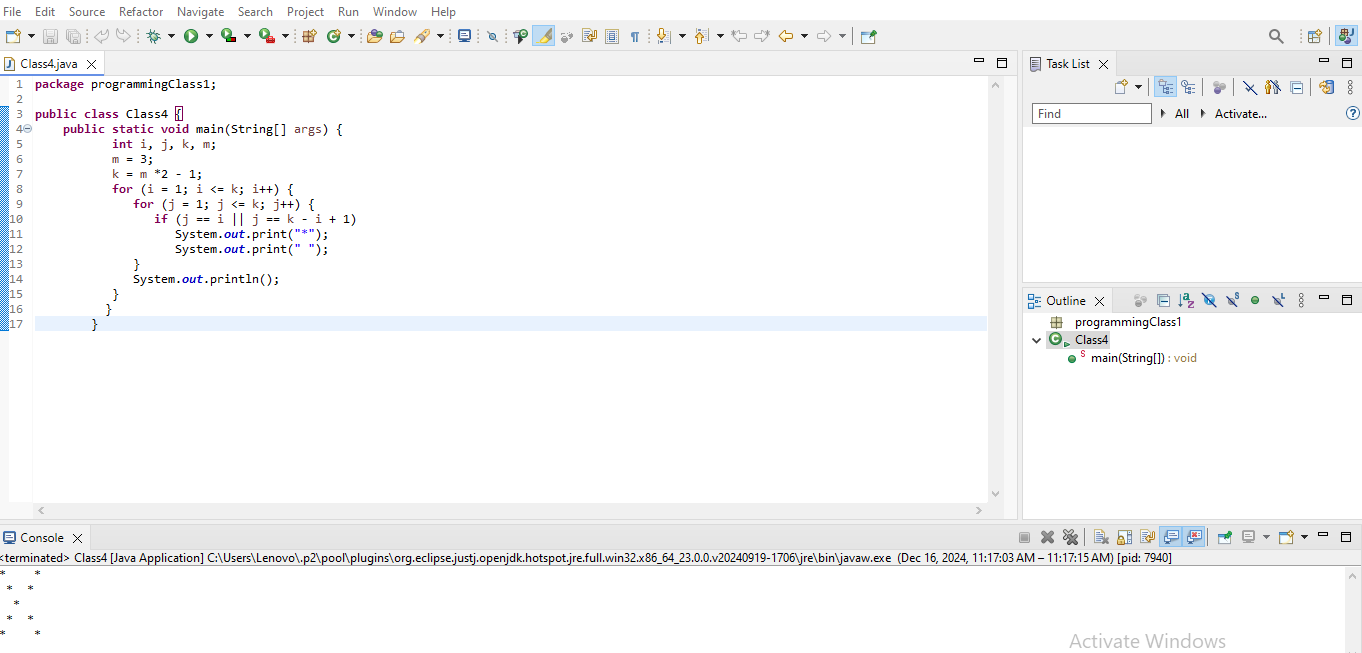 File Edit Source Refactor Navigate Search Project Run Window Help
Class4.java
1 package programmingClass1;
2
3 public class Class4 {
4 public static void main(String[] args) {
5 int i, j, k, m;
6 m = 3;
7 k = m *2 - 1;
8 for (i = 1; i <= k; i++) {
9 for (j = 1; j <= k; j++) {
10 if (j == i || j == k - i + 1)
11 System.out.print("*");
12 System.out.print(" ");
13 }
14 System.out.println();
15 }
16 }
17 }
Task List
Find All Activate...
Outline
programmingClass1
Class4
main(String[]) : void
Console
<terminated> Class4 [Java Application] C:\Users\Lenovo\.p2\pool\plugins\org.eclipse.justj.openjdk.hotspot.jre.full.win32.x86_64_23.0.0.v20240919-1706\jre\bin\javaw.exe (Dec 16, 2024, 11:17:03 AM – 11:17:15 AM) [pid: 7940]
*    *
 *  *
  *
 *  *
*    *
Activate Windows